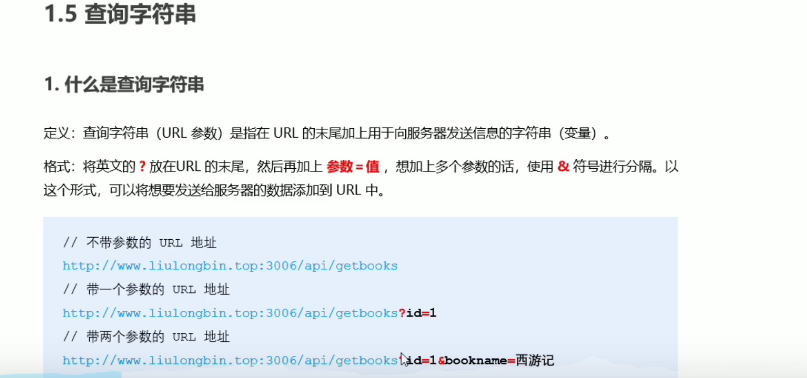 1.5 查询字符串
1. 什么是查询字符串
定义：查询字符串（URL 参数）是指在 URL 的末尾加上用于向服务器发送信息的字符串（变量）。
格式：将英文的 ? 放在URL 的末尾，然后再加上 参数=值 ，想加上多个参数的话，使用 & 符号进行分隔。以
这个形式，可以将想要发送给服务器的数据添加到 URL 中。
// 不带参数的 URL 地址
http://www.liulongbin.top:3006/api/getbooks
// 带一个参数的 URL 地址
http://www.liulongbin.top:3006/api/getbooks?id=1
// 带两个参数的 URL 地址
http://www.liulongbin.top:3006/api/getbooks?id=1&bookname=西游记